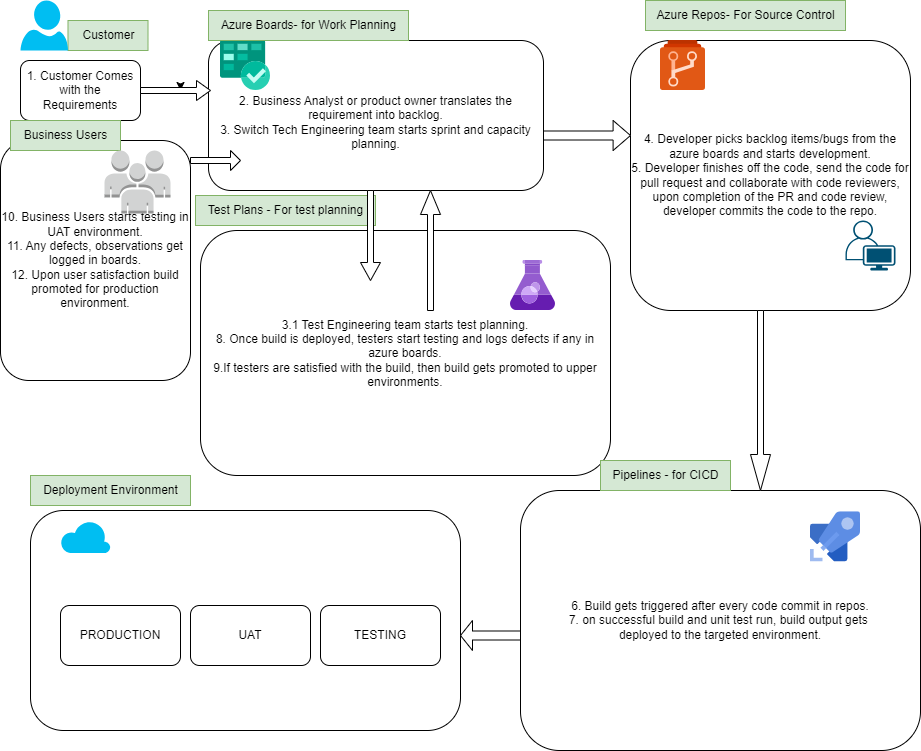 Customer
1. Customer Comes
with the
Requirements
Azure Boards- for Work Planning
2. Business Analyst or product owner translates the
requirement into backlog.
3. Switch Tech Engineering team starts sprint and capacity
planning.
Azure Repos- For Source Control
4. Developer picks backlog items/bugs from the
azure boards and starts development.
5. Developer finishes off the code, send the code for
pull request and collaborate with code reviewers,
upon completion of the PR and code review,
developer commits the code to the repo.
Business Users
10. Business Users starts testing in
UAT environment.
11. Any defects, observations get
logged in boards.
12. Upon user satisfaction build
promoted for production
environment.
Test Plans - For test planning
3.1 Test Engineering team starts test planning.
8. Once build is deployed, testers start testing and logs defects if any in
azure boards.
9.If testers are satisfied with the build, then build gets promoted to upper
environments.
Pipelines - for CICD
6. Build gets triggered after every code commit in repos.
7. on successful build and unit test run, build output gets
deployed to the targeted environment.
Deployment Environment
PRODUCTION
UAT
TESTING